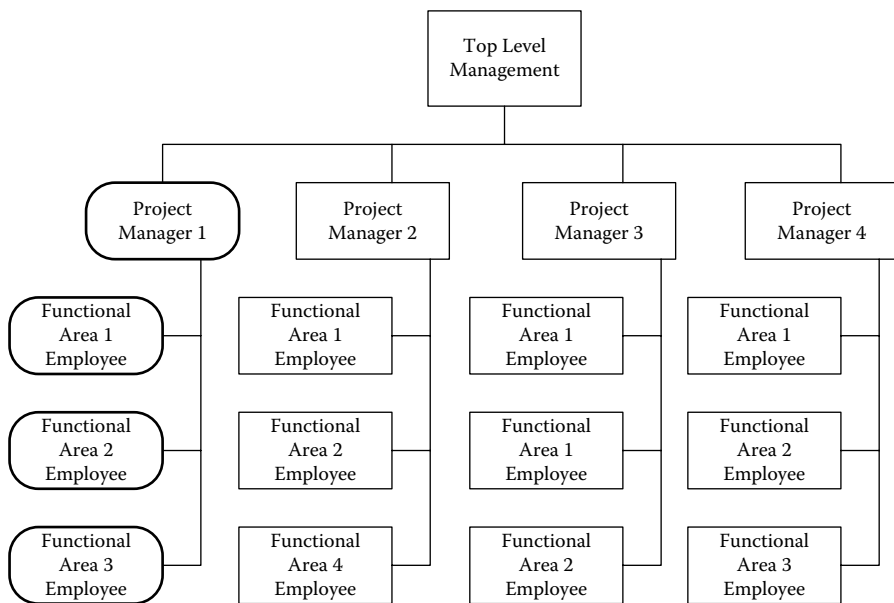 Top Level
Management
Project
Manager 1
Project
Manager 2
Project
Manager 3
Project
Manager 4
Functional
Area 1
Employee
Functional
Area 1
Employee
Functional
Area 1
Employee
Functional
Area 1
Employee
Functional
Area 2
Employee
Functional
Area 2
Employee
Functional
Area 1
Employee
Functional
Area 2
Employee
Functional
Area 3
Employee
Functional
Area 4
Employee
Functional
Area 2
Employee
Functional
Area 3
Employee